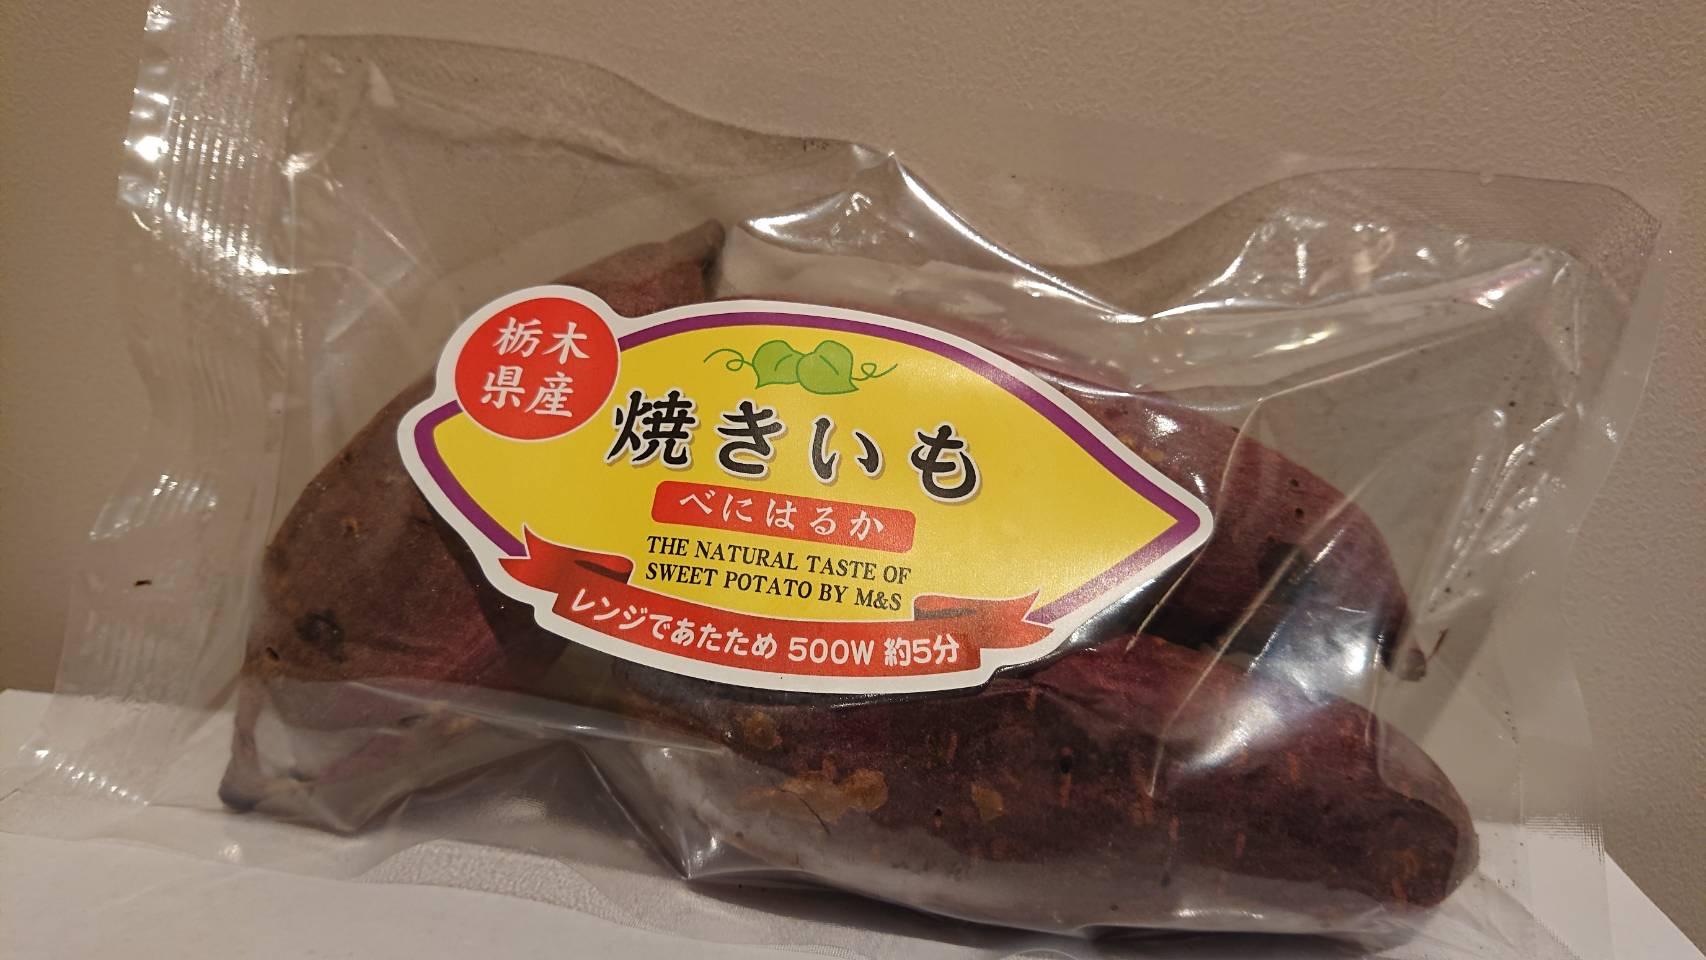 栃木
県産
焼きいも
べにはるか
THE NATURAL TASTE OF
SWEET POTATO BY M&S
レンジであたため 500W 約5分